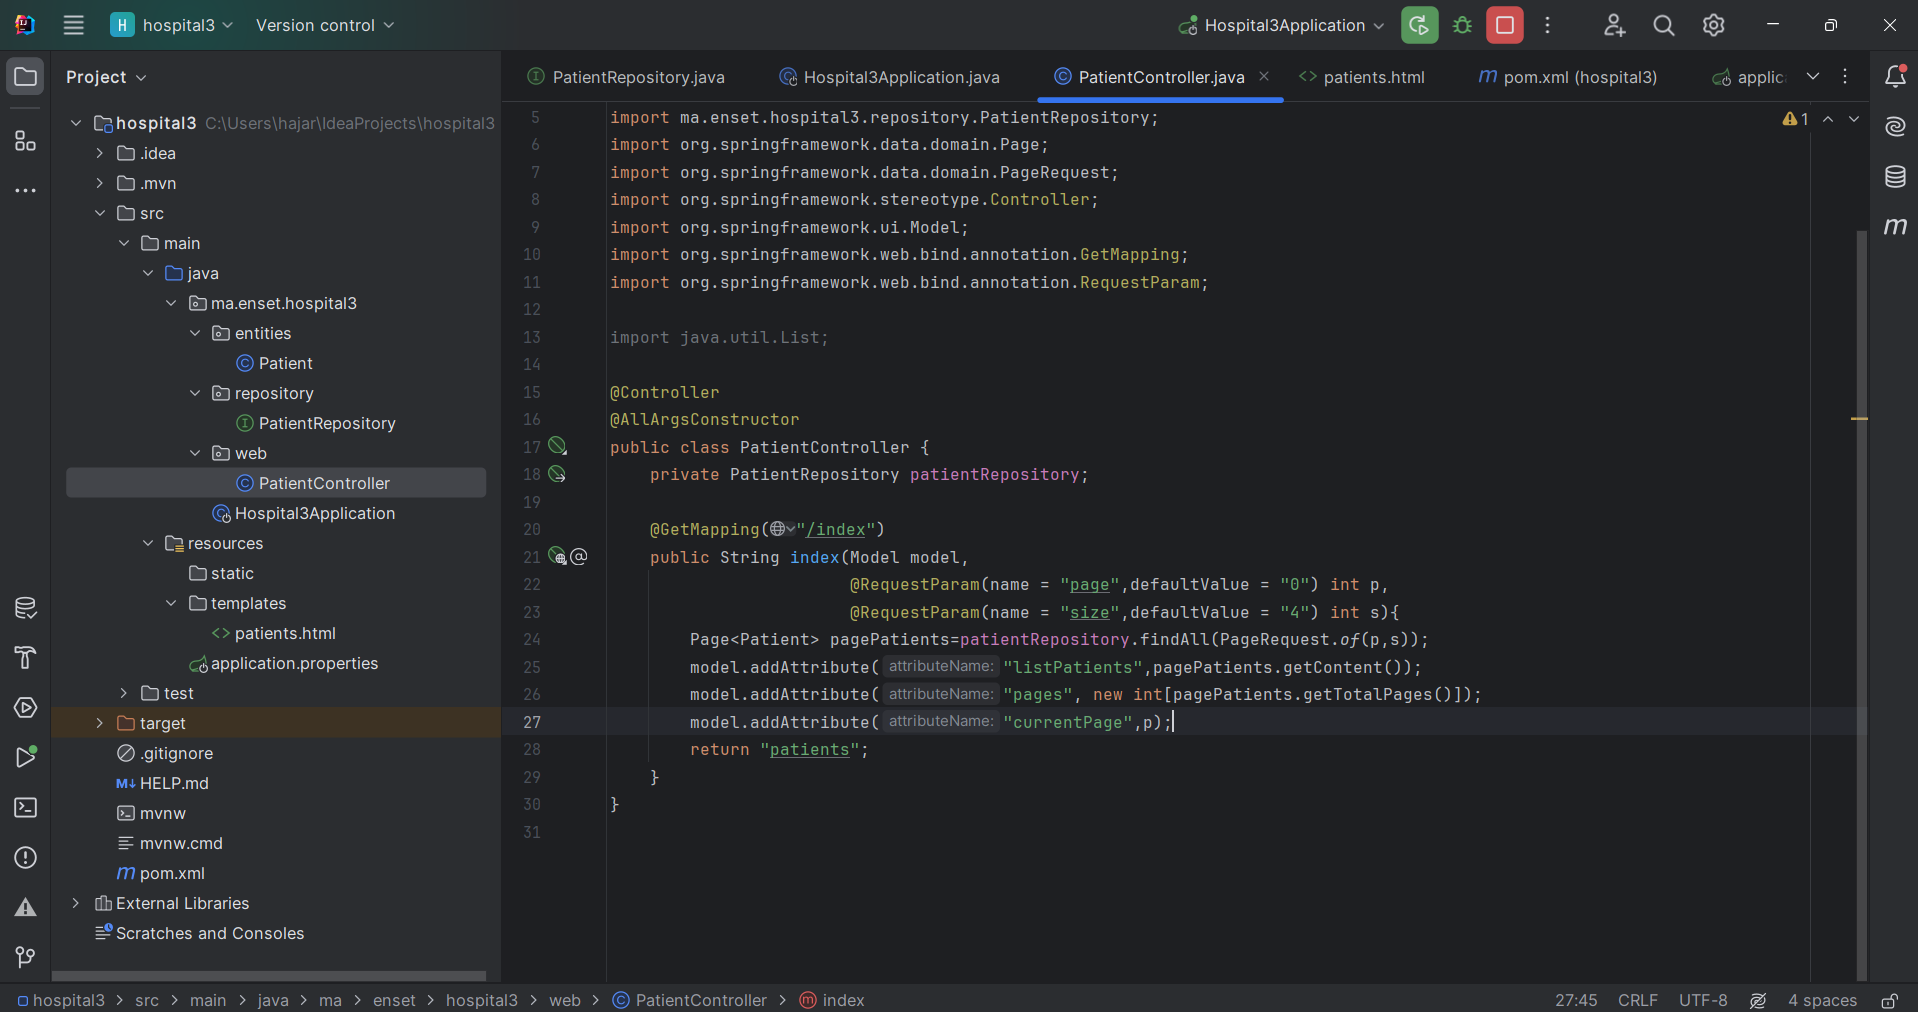 H hospital3 Version control Hospital3Application
Project
PatientRepository.java Hospital3Application.java PatientController.java patients.html m pom.xml (hospital3) applic
hospital3 C:\Users\hajar\IdeaProjects\hospital3
.idea
.mvn
src
main
java
ma.enset.hospital3
entities
Patient
repository
PatientRepository
web
PatientController
Hospital3Application
resources
static
templates
patients.html
application.properties
test
target
.gitignore
M↓ HELP.md
mvnw
mvnw.cmd
m pom.xml
External Libraries
Scratches and Consoles
1
5 import ma.enset.hospital3.repository.PatientRepository;
6 import org.springframework.data.domain.Page;
7 import org.springframework.data.domain.PageRequest;
8 import org.springframework.stereotype.Controller;
9 import org.springframework.ui.Model;
10 import org.springframework.web.bind.annotation.GetMapping;
11 import org.springframework.web.bind.annotation.RequestParam;
12
13 import java.util.List;
14
15 @Controller
16 @AllArgsConstructor
17 public class PatientController {
18 private PatientRepository patientRepository;
19
20 @GetMapping("/index")
21 @ public String index(Model model,
22 @RequestParam(name = "page",defaultValue = "0") int p,
23 @RequestParam(name = "size",defaultValue = "4") int s){
24 Page<Patient> pagePatients=patientRepository.findAll(PageRequest.of(p,s));
25 model.addAttribute( attributeName: "listPatients",pagePatients.getContent());
26 model.addAttribute( attributeName: "pages", new int[pagePatients.getTotalPages()]);
27 model.addAttribute( attributeName: "currentPage",p);
28 return "patients";
29 }
30 }
31
m
hospital3 > src > main > java > ma > enset > hospital3 > web > PatientController > index 27:45 CRLF UTF-8 4 spaces